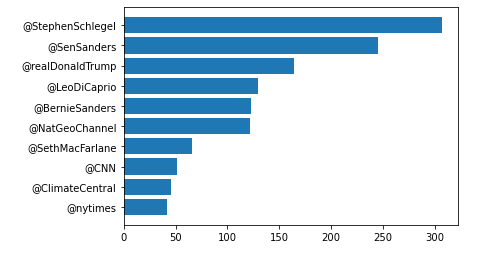 @StephenSchlegel
@SenSanders
@realDonaldTrump
@LeoDiCaprio
@BernieSanders
@NatGeoChannel
@SethMacFarlane
@CNN
@ClimateCentral
@nytimes
0 50 100 150 200 250 300